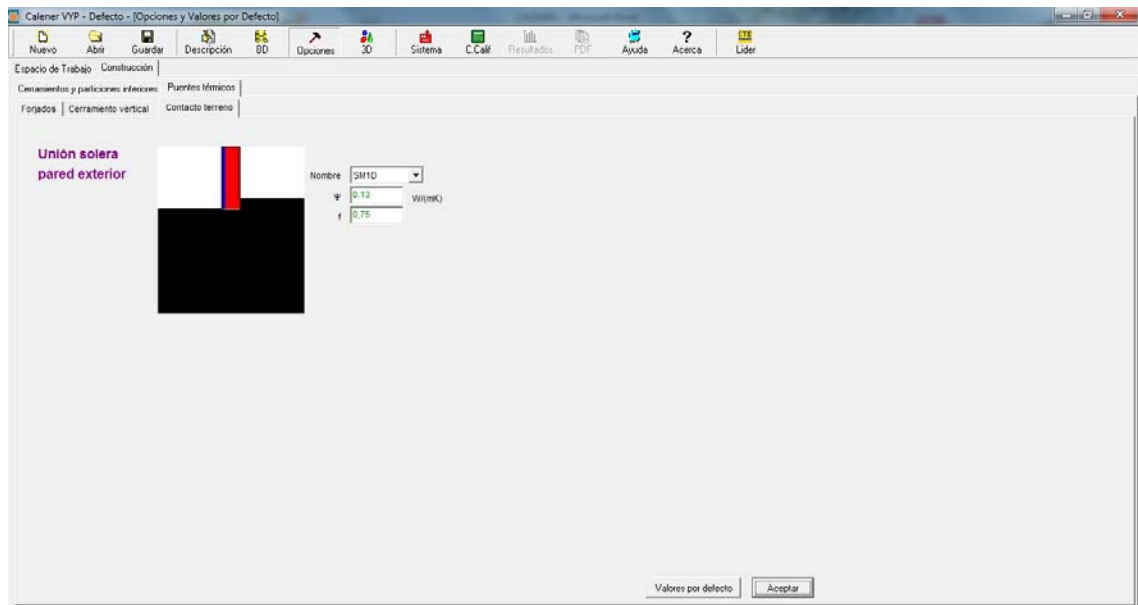 Calener VYP - Defecto - [Opciones y Valores por Defecto]
Nuevo Abrir Guardar Descripción BD Opciones 3D Sistema C.Calif Resultados PDF Ayuda Acerca Lider
Espacio de Trabajo Construcción
Cerramientos y particiones interiores Puentes térmicos
Forjados Cerramiento vertical Contacto terreno
Unión solera
pared exterior
Nombre SM1D
Ψ 0,13 W/(mK)
f 0,75
Valores por defecto Aceptar